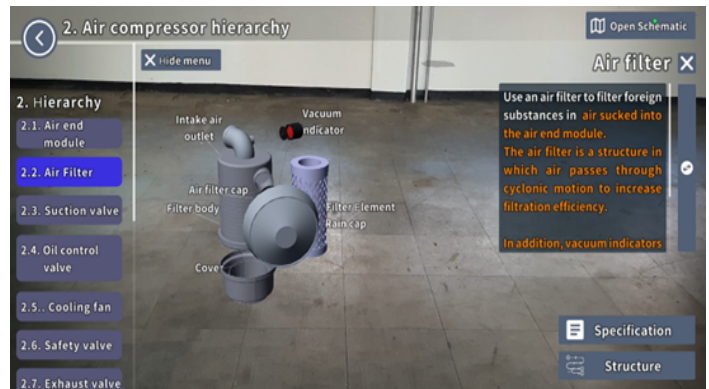 2. Air compressor hierarchy
Open Schematic
Hide menu
Air filter
2. Hierarchy
2.1. Air end
module
2.2. Air Filter
2.3. Suction valve
2.4. Oil control
valve
2.5.. Cooling fan
2.6. Safety valve
2.7. Exhaust valve
Intake air
outlet
Vacuum
indicator
Air filter cap
Filter body
Filter Element
Rain cap
Cover
Use an air filter to filter foreign
substances in air sucked into
the air end module.
The air filter is a structure in
which air passes through
cyclonic motion to increase
filtration efficiency.
In addition, vacuum indicators
Specification
Structure